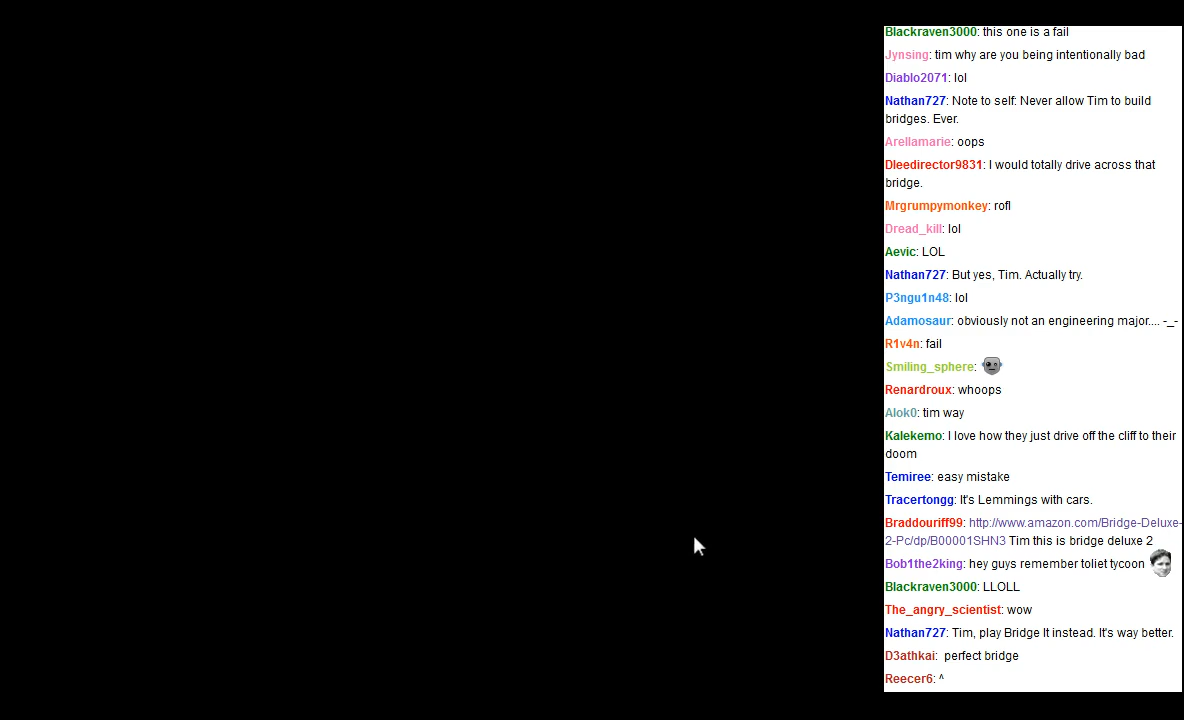 Blackraven3000: this one is a fail
Jynsing: tim why are you being intentionally bad
Diablo2071: lol
Nathan727: Note to self: Never allow Tim to build
bridges. Ever.
Arellamarie: oops
Dleedirector9831: I would totally drive across that
bridge.
Mrgrumpymonkey: rofl
Dread_kill: lol
Aevic: LOL
Nathan727: But yes, Tim. Actually try.
P3ngu1n48: lol
Adamosaur: obviously not an engineering major.... -_-
R1v4n: fail
Smiling_sphere:
Renardroux: whoops
Alok0: tim way
Kalekemo: I love how they just drive off the cliff to their
doom
Temiree: easy mistake
Tracertongg: It's Lemmings with cars.
Braddouriff99: http://www.amazon.com/Bridge-Deluxe-
2-Pc/dp/B00001SHN3 Tim this is bridge deluxe 2
Bob1the2king: hey guys remember toliet tycoon
Blackraven3000: LLOLL
The_angry_scientist: wow
Nathan727: Tim, play Bridge It instead. It's way better.
D3athkai: perfect bridge
Reecer6: ^